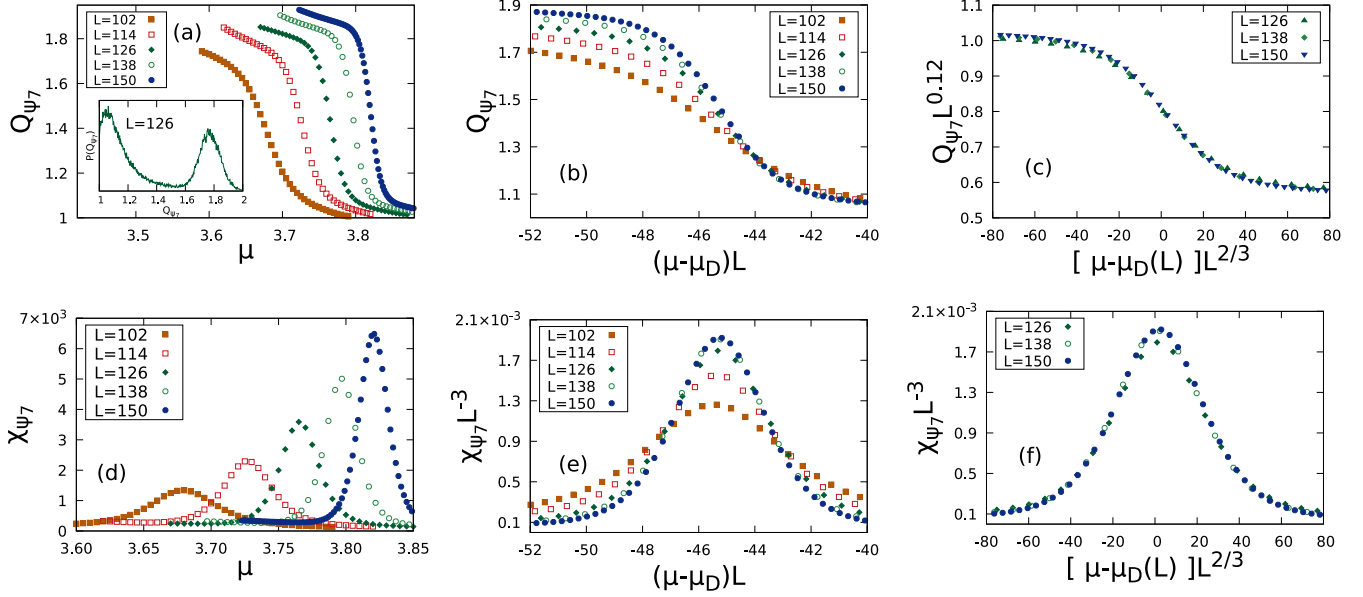 L=102
L=114
L=126
L=138
L=150
(a)
Q_ψ7
1.8
1.6
1.4
1.2
1
3.5
3.6
3.7
3.8
μ
L=126
P(Q_ψ7)
1
1.2
1.4
1.6
1.8
2
Q_ψ7
L=102
L=114
L=126
L=138
L=150
(b)
Q_ψ7
1.9
1.7
1.5
1.3
1.1
-52
-50
-48
-46
-44
-42
-40
(μ-μ_D)L
L=126
L=138
L=150
(c)
Q_ψ7 L^0.12
1.1
1.0
0.9
0.8
0.7
0.6
0.5
-80
-60
-40
-20
0
20
40
60
80
[ μ-μ_D(L) ]L^2/3
L=102
L=114
L=126
L=138
L=150
(d)
χ_ψ7
7×10^3
6
5
4
3
2
1
0
3.60
3.65
3.70
3.75
3.80
3.85
μ
L=102
L=114
L=126
L=138
L=150
(e)
χ_ψ7 L^-3
2.1×10^-3
1.7
1.3
0.9
0.5
0.1
-52
-50
-48
-46
-44
-42
-40
(μ-μ_D)L
L=126
L=138
L=150
(f)
χ_ψ7 L^-3
2.1×10^-3
1.7
1.3
0.9
0.5
0.1
-80
-60
-40
-20
0
20
40
60
80
[ μ-μ_D(L) ]L^2/3